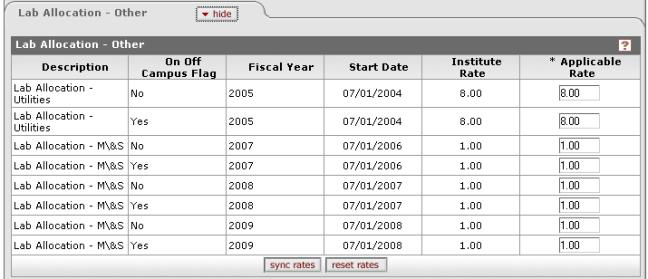 Lab Allocation - Other
hide
Lab Allocation - Other ?
Description On Off Campus Flag Fiscal Year Start Date Institute Rate * Applicable Rate
Lab Allocation - Utilities No 2005 07/01/2004 8.00 8.00
Lab Allocation - Utilities Yes 2005 07/01/2004 8.00 8.00
Lab Allocation - M\&S No 2007 07/01/2006 1.00 1.00
Lab Allocation - M\&S Yes 2007 07/01/2006 1.00 1.00
Lab Allocation - M\&S No 2008 07/01/2007 1.00 1.00
Lab Allocation - M\&S Yes 2008 07/01/2007 1.00 1.00
Lab Allocation - M\&S No 2009 07/01/2008 1.00 1.00
Lab Allocation - M\&S Yes 2009 07/01/2008 1.00 1.00
sync rates reset rates